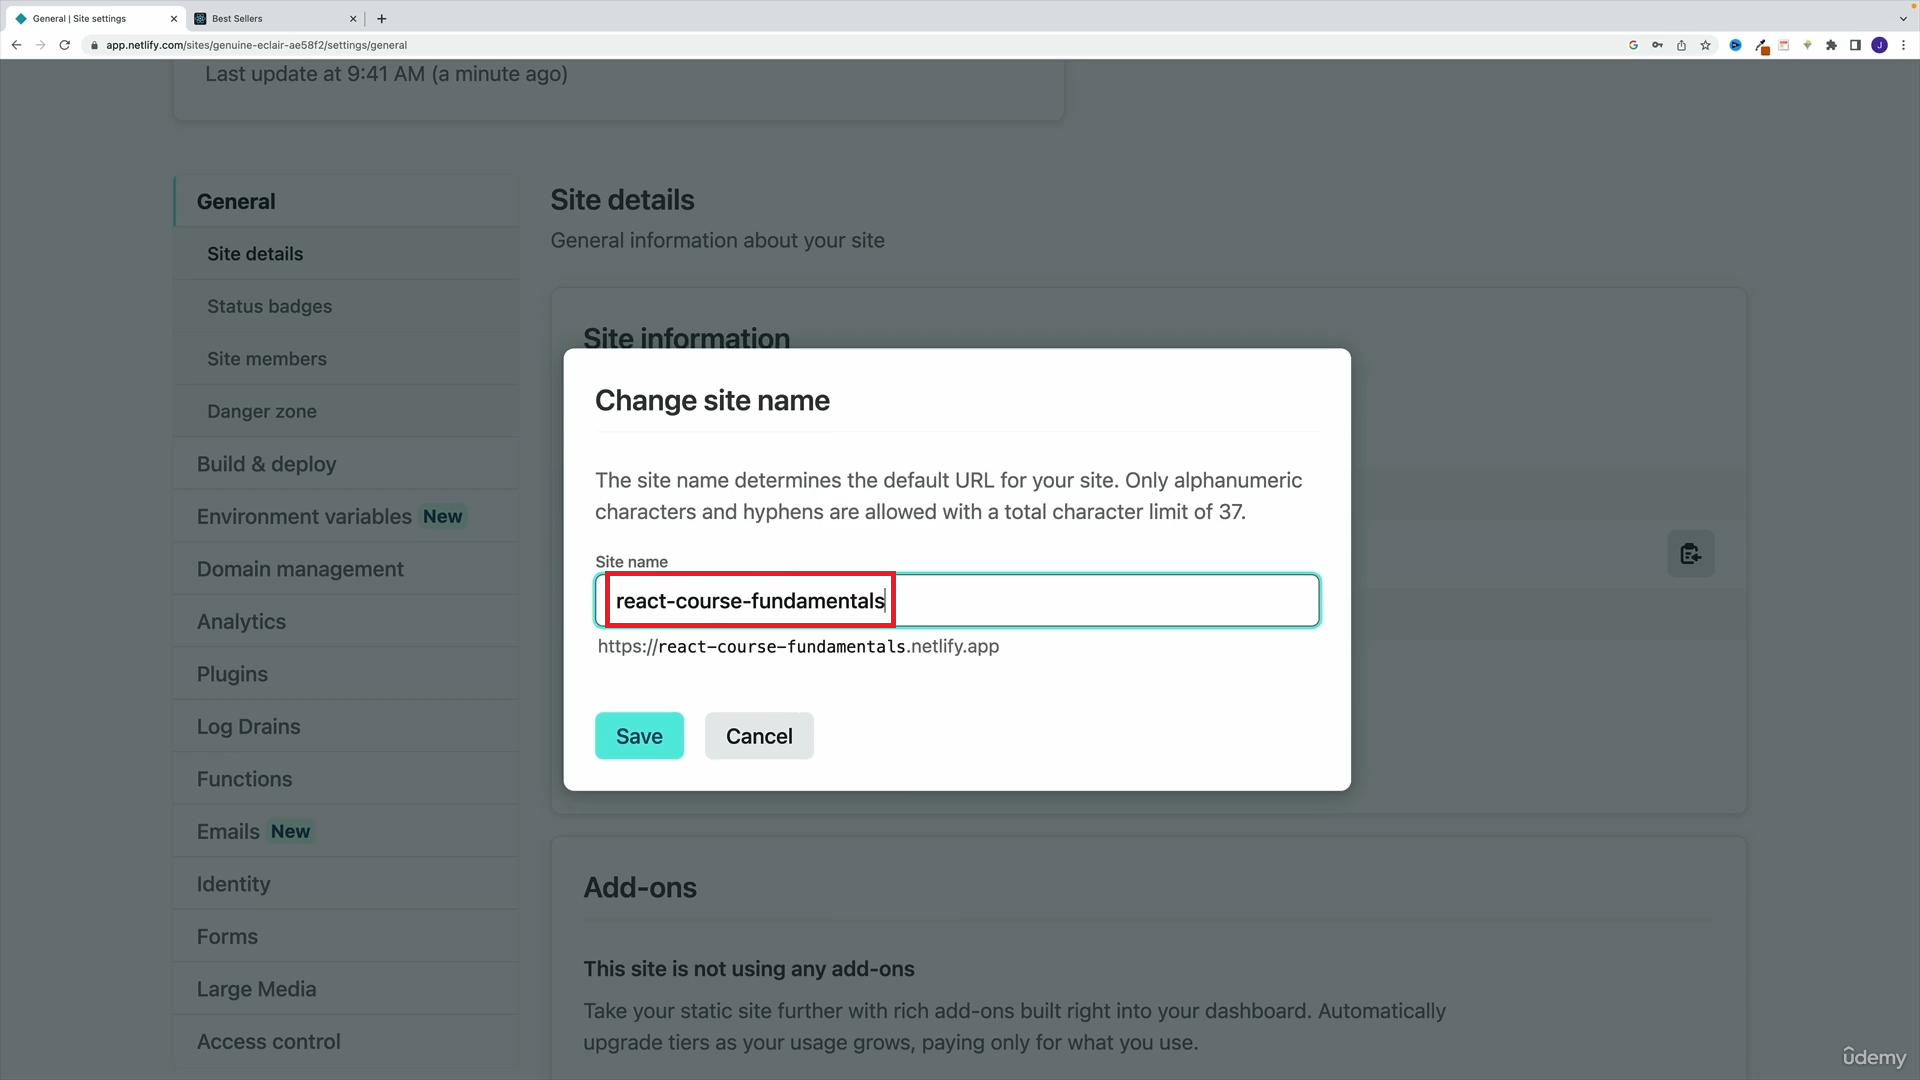 General | Site settings
Best Sellers
app.netlify.com/sites/genuine-eclair-ae58f2/settings/general
J
Last update at 9:41 AM (a minute ago)
General
Site details
Status badges
Site members
Danger zone
Build & deploy
Environment variables New
Domain management
Analytics
Plugins
Log Drains
Functions
Emails New
Identity
Forms
Large Media
Access control
Site details
General information about your site
Site information
Change site name
The site name determines the default URL for your site. Only alphanumeric
characters and hyphens are allowed with a total character limit of 37.
Site name
react-course-fundamentals
https://react-course-fundamentals.netlify.app
Save
Cancel
Add-ons
This site is not using any add-ons
Take your static site further with rich add-ons built right into your dashboard. Automatically
upgrade tiers as your usage grows, paying only for what you use.
ûdemy